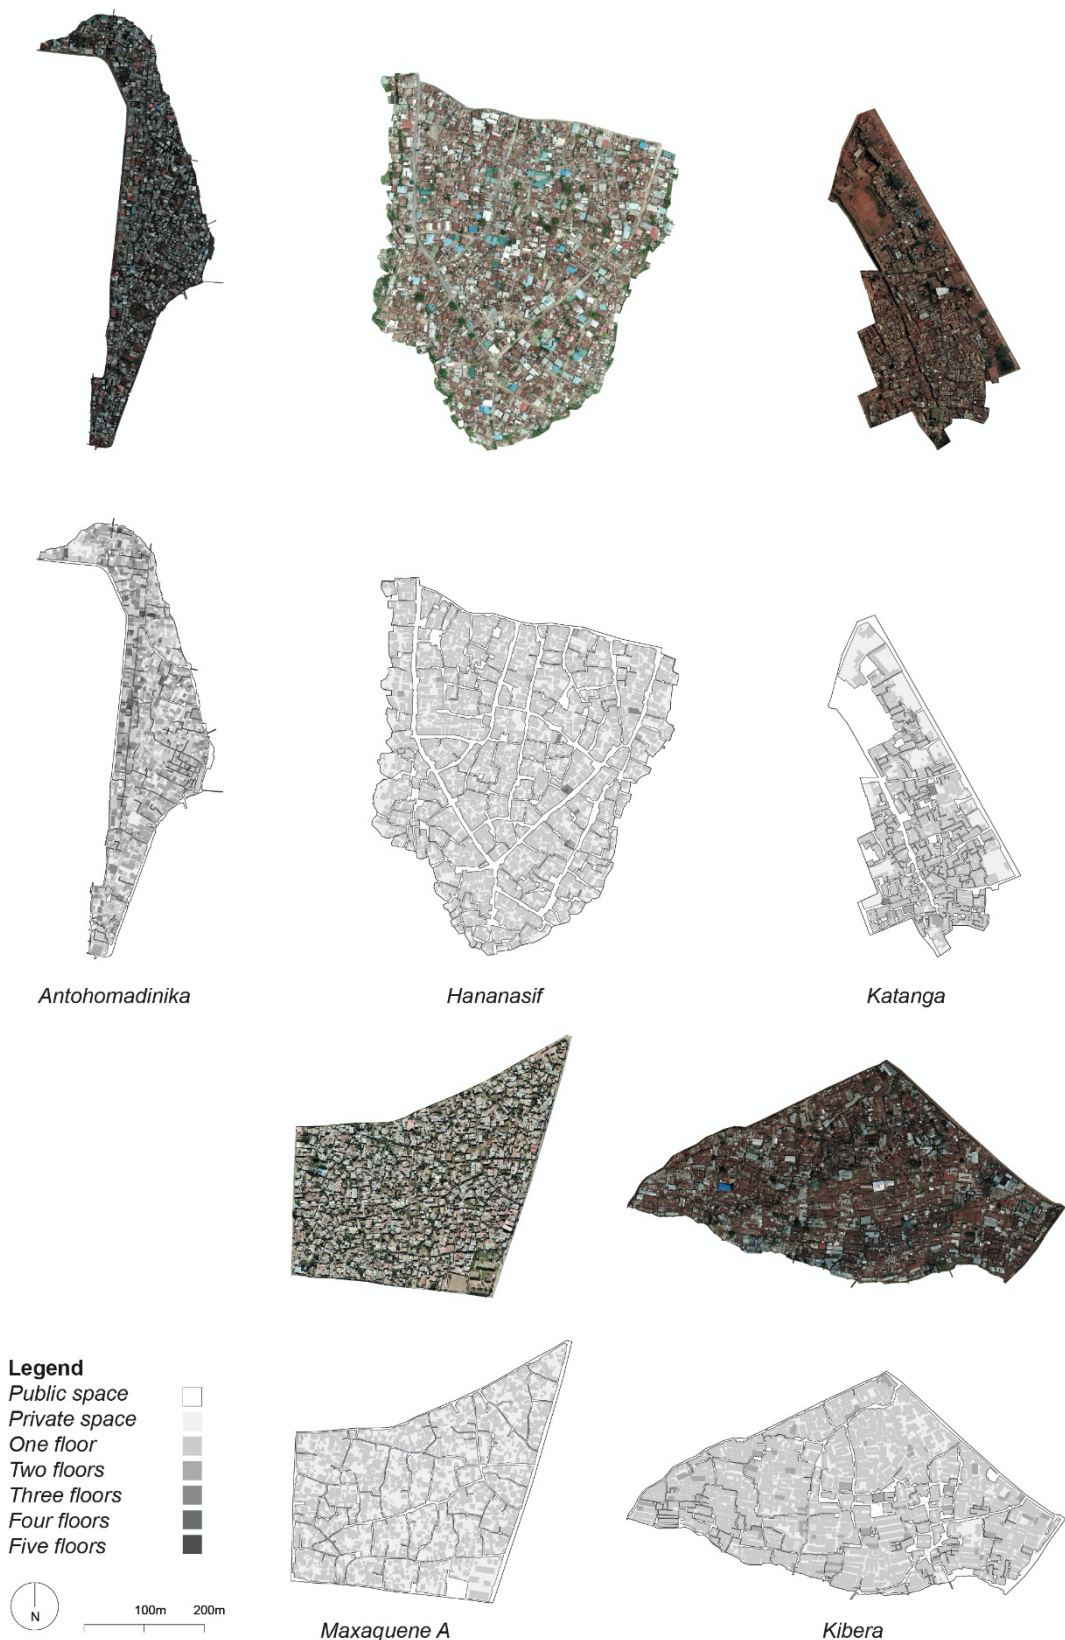 Antohomadinika
Hananasif
Katanga
Legend
Public space
Private space
One floor
Two floors
Three floors
Four floors
Five floors
N
100m 200m
Maxaquene A
Kibera